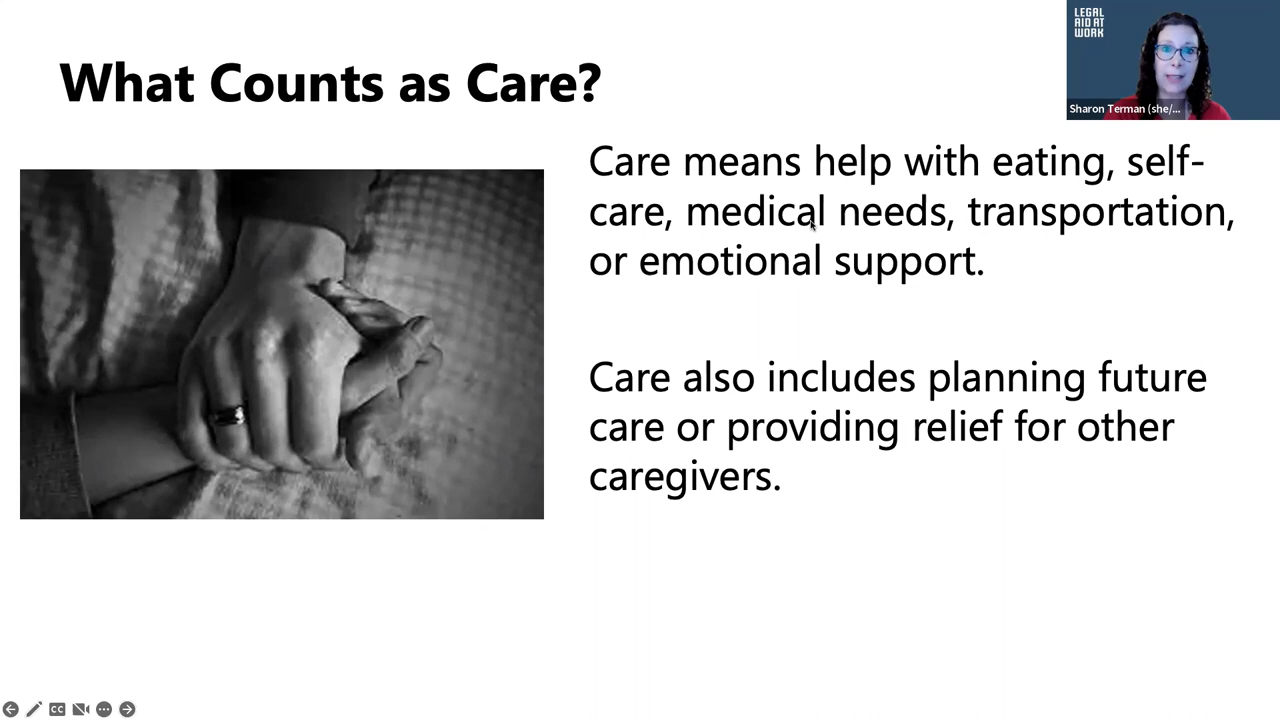 LEGAL
AID AT
WORK
Sharon Terman (she/...
What Counts as Care?
Care means help with eating, self-
care, medical needs, transportation,
or emotional support.
Care also includes planning future
care or providing relief for other
caregivers.
CC